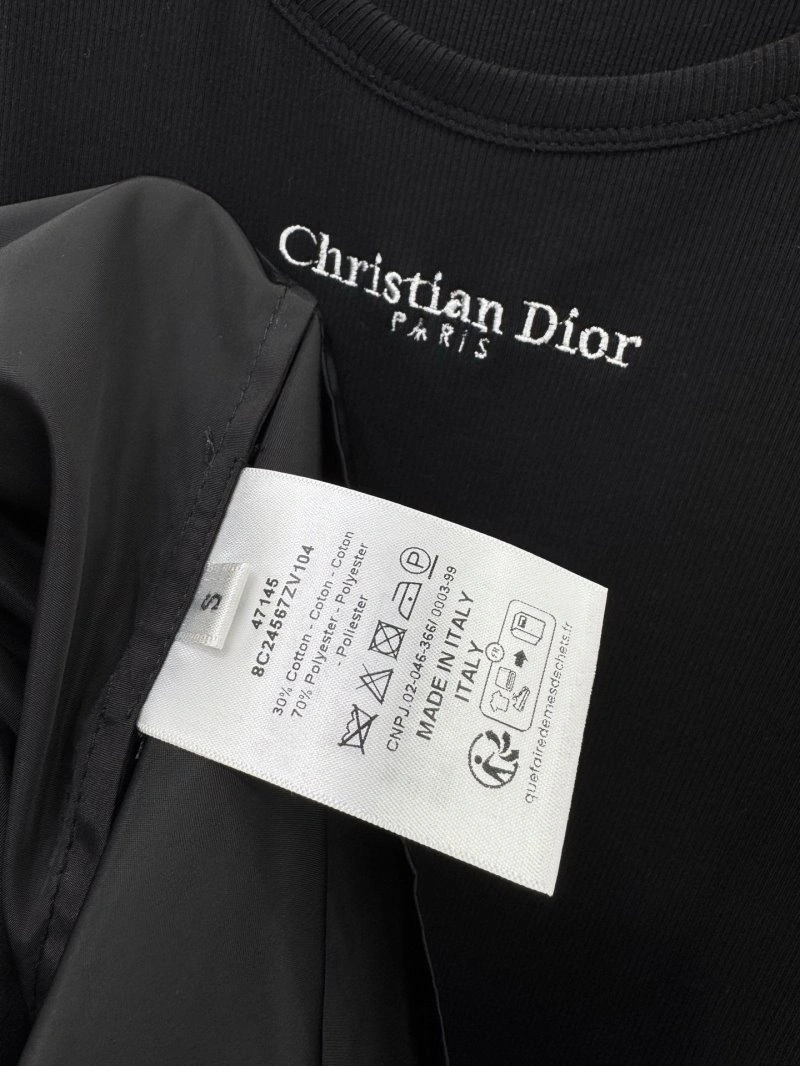 Christian Dior
PARIS
S
47145
8C24567ZV104
30% Cotton - Coton - Coton
70% Polyester - Polyester
- Poliester
P
CNPJ.02-046-366/0003-99
MADE IN ITALY
ITALY
FR
quefairedemesdechets.fr